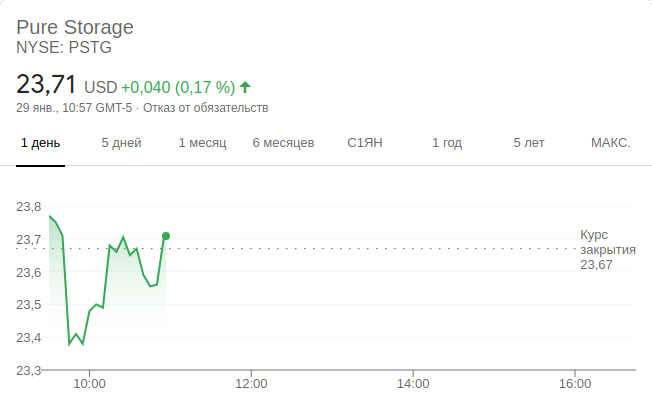 Pure Storage
NYSE: PSTG
23,71 USD +0,040 (0,17 %)
29 янв., 10:57 GMT-5 · Отказ от обязательств
1 день 5 дней 1 месяц 6 месяцев С1ЯН 1 год 5 лет МАКС.
23,8
23,7
23,6
23,5
23,4
23,3
Курс
закрытия
23,67
10:00 12:00 14:00 16:00